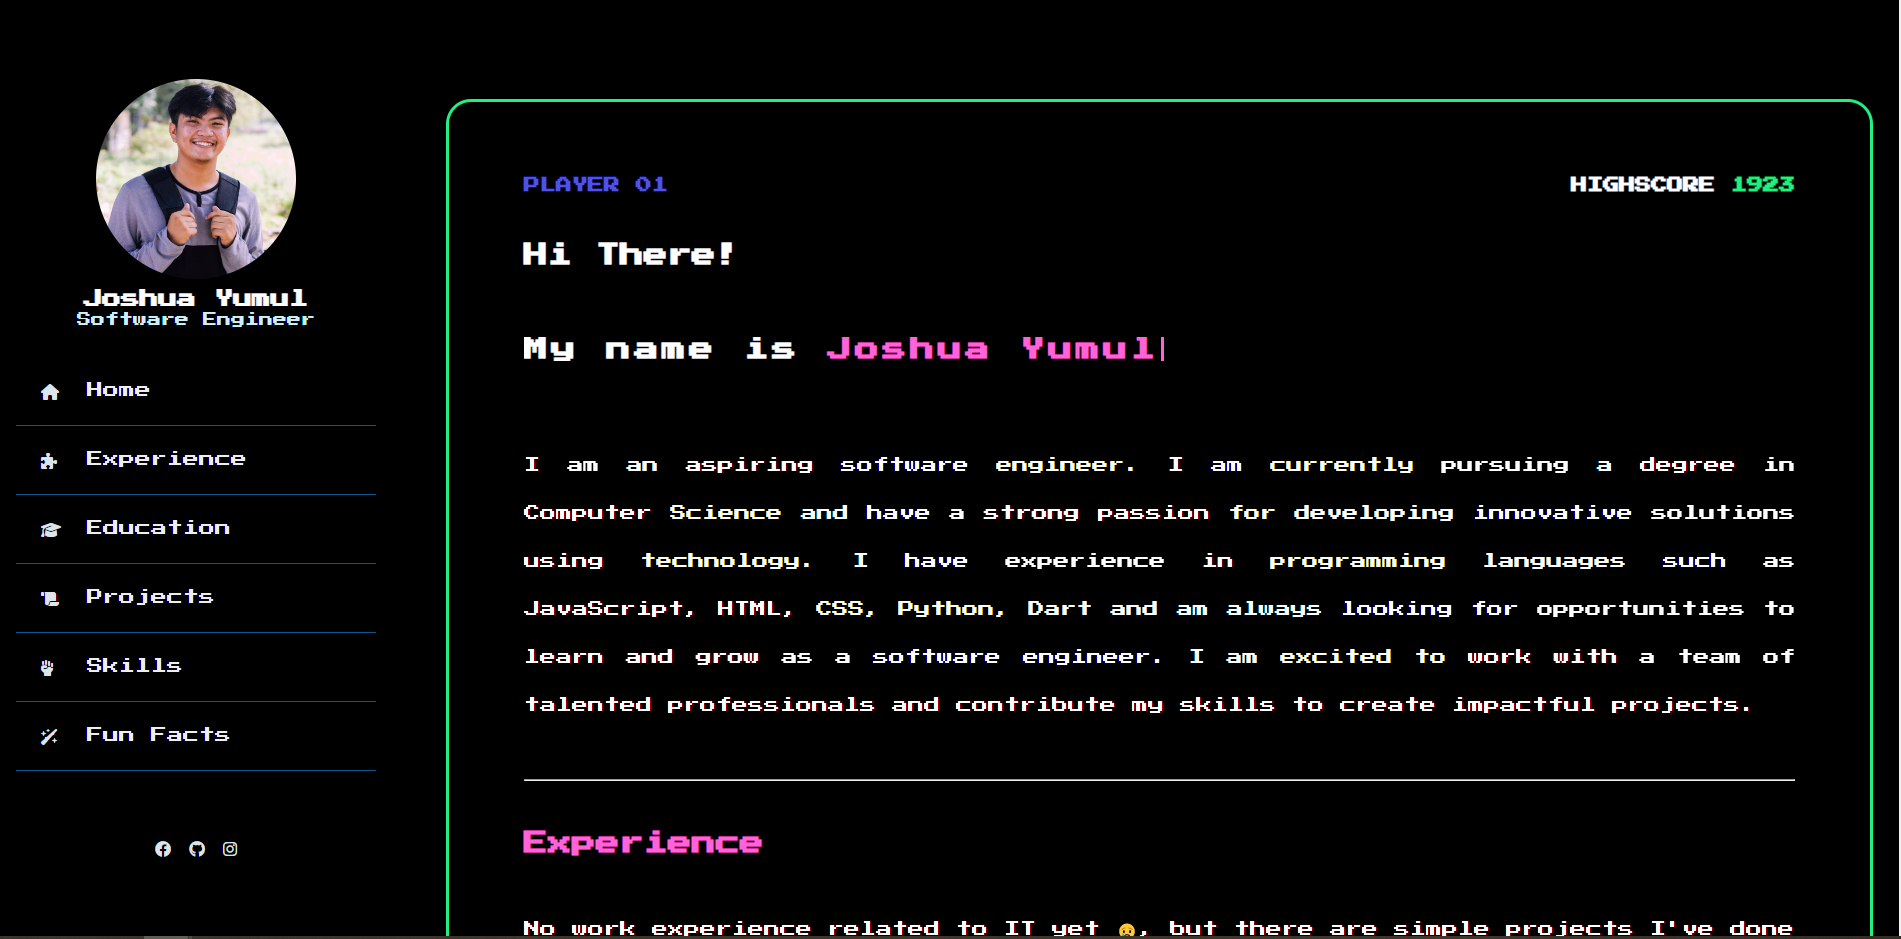 Joshua Yumul
Software Engineer
Home
Experience
Education
Projects
Skills
Fun Facts
PLAYER 01
HIGHSCORE 1923
Hi There!
My name is Joshua Yumul|
I am an aspiring software engineer. I am currently pursuing a degree in
Computer Science and have a strong passion for developing innovative solutions
using technology. I have experience in programming languages such as
JavaScript, HTML, CSS, Python, Dart and am always looking for opportunities to
learn and grow as a software engineer. I am excited to work with a team of
talented professionals and contribute my skills to create impactful projects.
Experience
No work experience related to IT yet 😥, but there are simple projects I've done